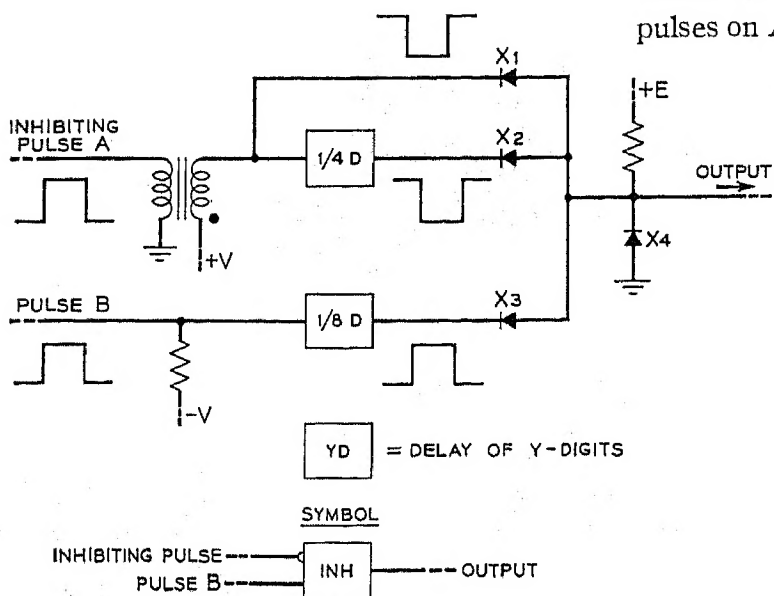 pulses on
X1
+E
INHIBITING
PULSE A
1/4 D
X2
OUTPUT
X4
+V
PULSE B
1/8 D
X3
-V
YD = DELAY OF Y-DIGITS
SYMBOL
INHIBITING PULSE
INH
OUTPUT
PULSE B